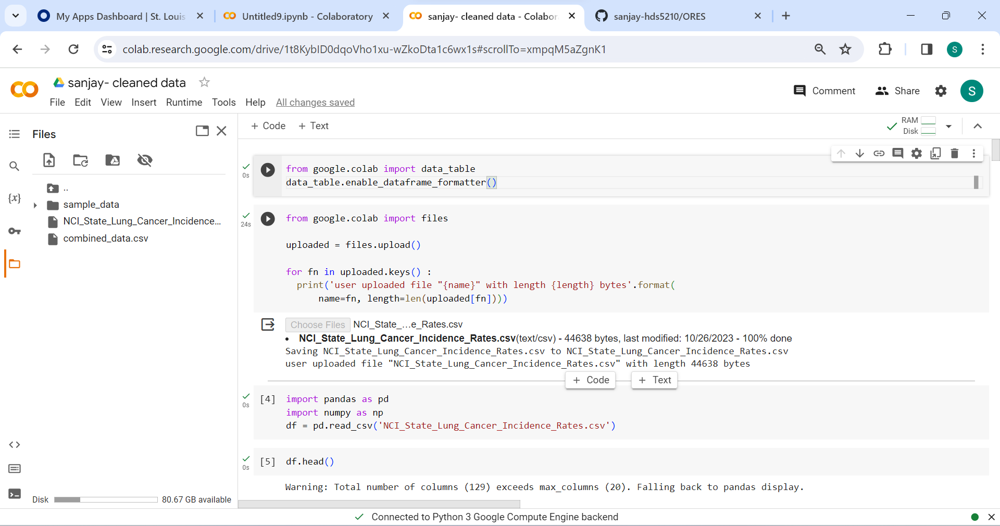 My Apps Dashboard | St. Louis
Untitled9.ipynb - Colaboratory
sanjay- cleaned data - Colabor
sanjay-hds5210/ORES
colab.research.google.com/drive/1t8KybID0dqoVho1xu-wZkoDta1c6wx1s#scrollTo=xmpqM5aZgnK1
S
sanjay- cleaned data
File Edit View Insert Runtime Tools Help All changes saved
Comment
Share
S
Files
+ Code + Text
RAM
Disk
..
sample_data
NCI_State_Lung_Cancer_Incidence...
combined_data.csv
{x}
0s
from google.colab import data_table
data_table.enable_dataframe_formatter()
24s
from google.colab import files
uploaded = files.upload()
for fn in uploaded.keys() :
print('user uploaded file "{name}" with length {length} bytes'.format(
name=fn, length=len(uploaded[fn])))
Choose Files NCI_State_...e_Rates.csv
• NCI_State_Lung_Cancer_Incidence_Rates.csv(text/csv) - 44638 bytes, last modified: 10/26/2023 - 100% done
Saving NCI_State_Lung_Cancer_Incidence_Rates.csv to NCI_State_Lung_Cancer_Incidence_Rates.csv
user uploaded file "NCI_State_Lung_Cancer_Incidence_Rates.csv" with length 44638 bytes
+ Code + Text
0s
[4] import pandas as pd
import numpy as np
df = pd.read_csv('NCI_State_Lung_Cancer_Incidence_Rates.csv')
0s
[5] df.head()
Warning: Total number of columns (129) exceeds max_columns (20). Falling back to pandas display.
Disk 80.67 GB available
Connected to Python 3 Google Compute Engine backend